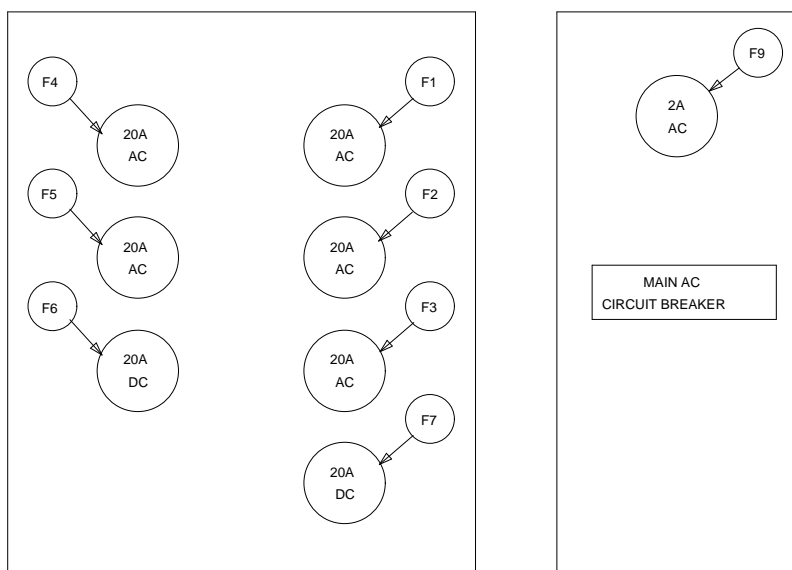 F4
F1
F9
20A
AC
20A
AC
2A
AC
F5
F2
20A
AC
20A
AC
F6
F3
MAIN AC
CIRCUIT BREAKER
20A
DC
20A
AC
F7
20A
DC